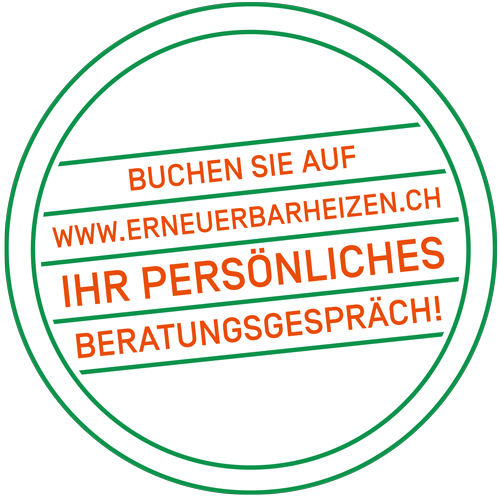 BUCHEN SIE AUF
WWW.ERNEUERBARHEIZEN.CH
IHR PERSÖNLICHES
BERATUNGSGESPRÄCH!